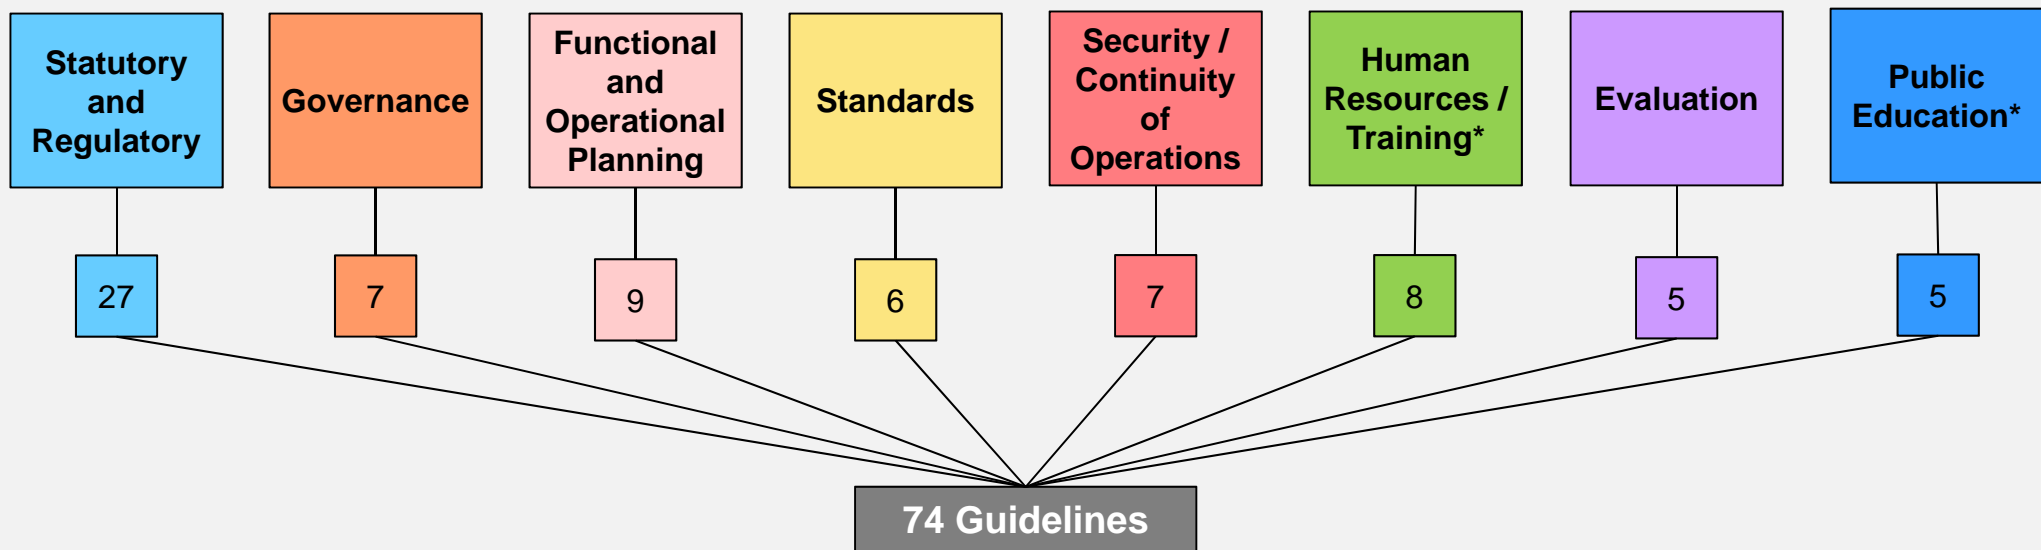 Statutory
and
Regulatory
Governance
Functional
and
Operational
Planning
Standards
Security /
Continuity
of
Operations
Human
Resources /
Training*
Evaluation
Public
Education*
27
7
9
6
7
8
5
5
74 Guidelines